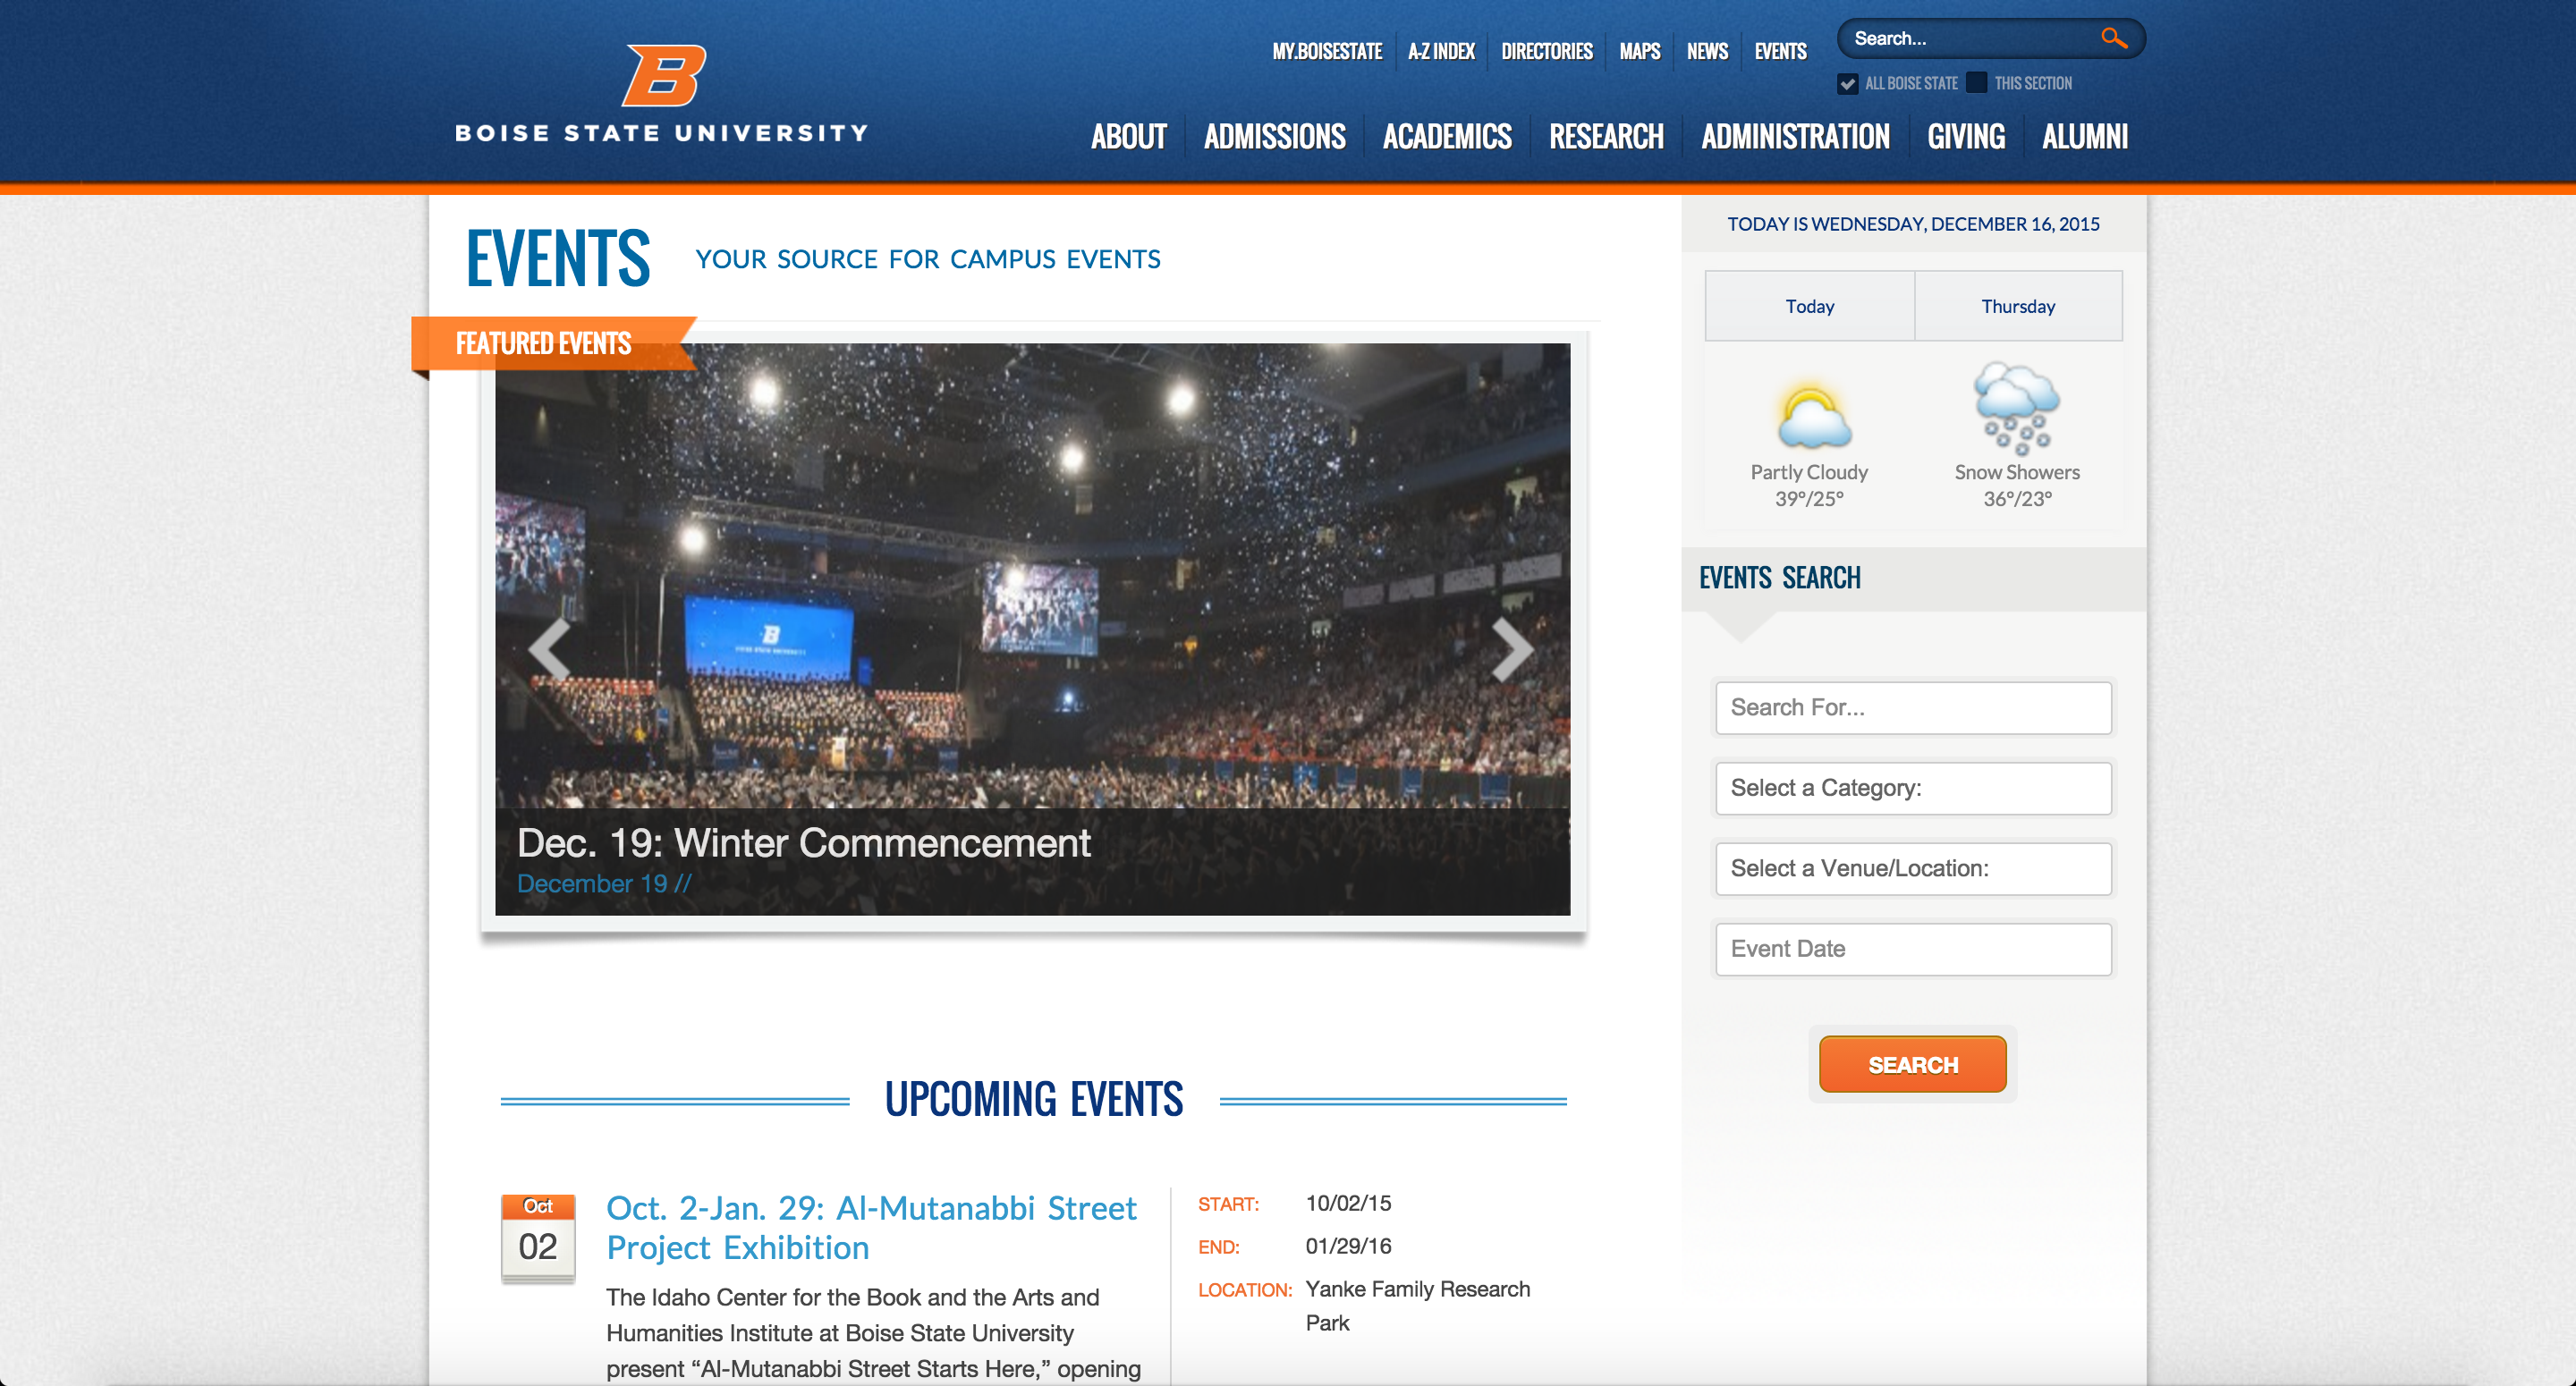 B
BOISE STATE UNIVERSITY
MY.BOISESTATE
A-Z INDEX
DIRECTORIES
MAPS
NEWS
EVENTS
Search...
ALL BOISE STATE
THIS SECTION
ABOUT
ADMISSIONS
ACADEMICS
RESEARCH
ADMINISTRATION
GIVING
ALUMNI
EVENTS
YOUR SOURCE FOR CAMPUS EVENTS
FEATURED EVENTS
B
Dec. 19: Winter Commencement
December 19 //
UPCOMING EVENTS
Oct
02
Oct. 2-Jan. 29: Al-Mutanabbi Street
Project Exhibition
The Idaho Center for the Book and the Arts and
Humanities Institute at Boise State University
present “Al-Mutanabbi Street Starts Here,” opening
START: 10/02/15
END: 01/29/16
LOCATION: Yanke Family Research
Park
TODAY IS WEDNESDAY, DECEMBER 16, 2015
Today
Thursday
Partly Cloudy
39°/25°
Snow Showers
36°/23°
EVENTS SEARCH
Search For...
Select a Category:
Select a Venue/Location:
Event Date
SEARCH